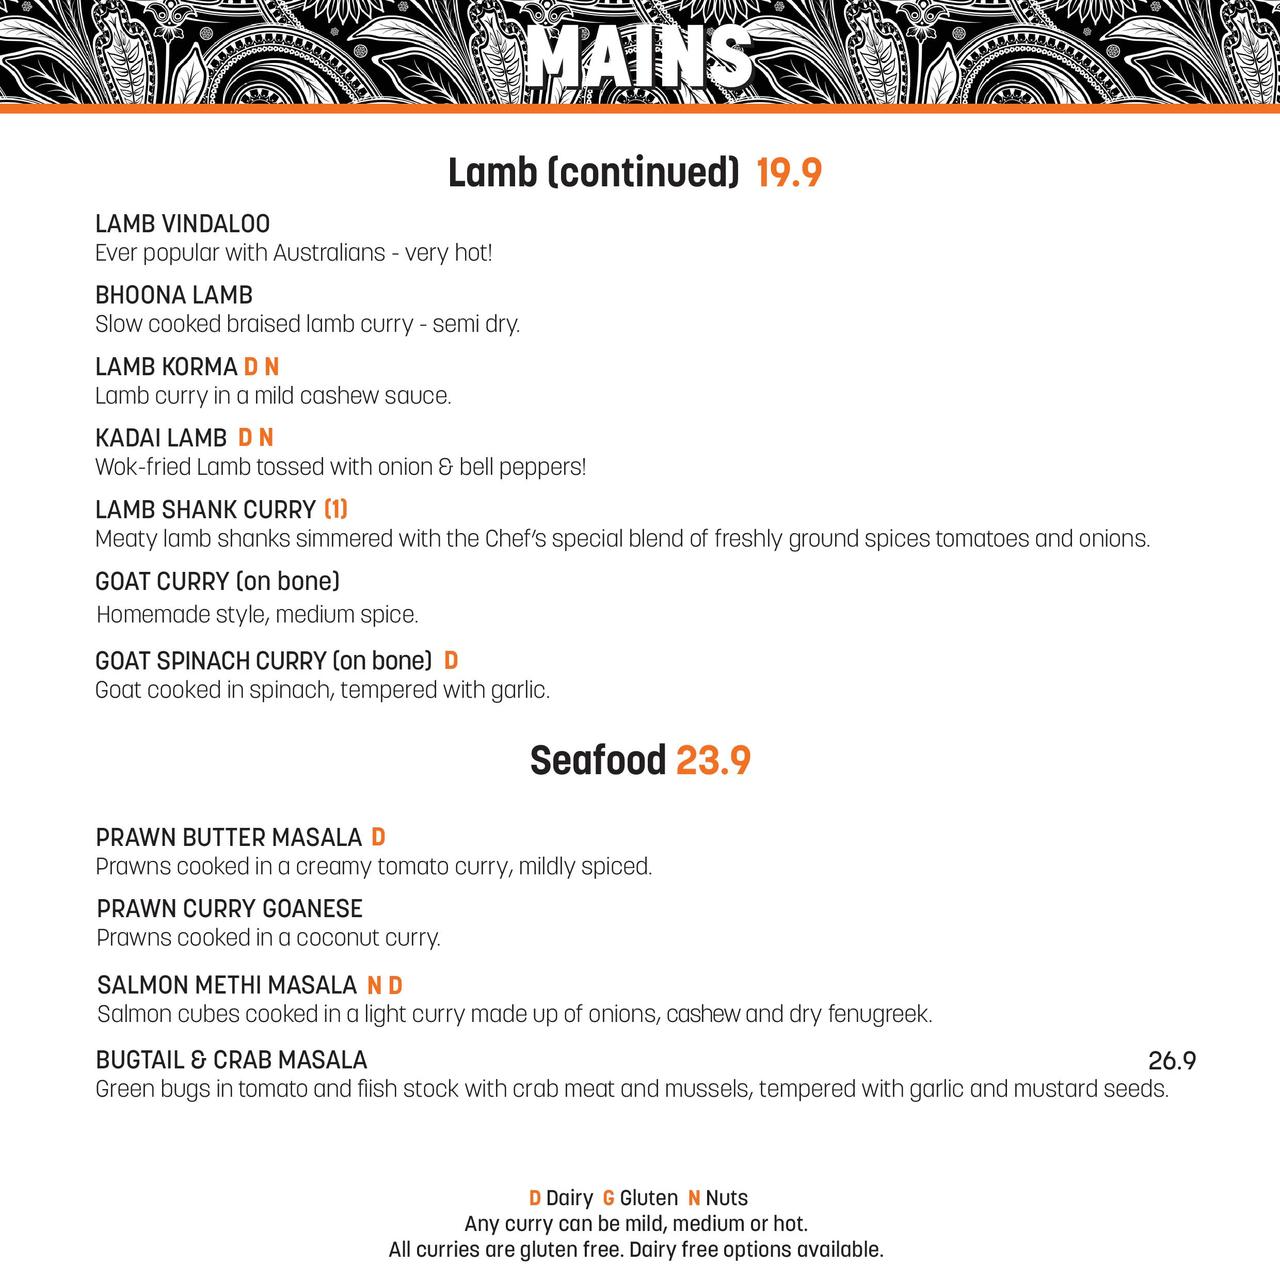 MAINS
Lamb (continued) 19.9
LAMB VINDALOO
Ever popular with Australians - very hot!
BHOONA LAMB
Slow cooked braised lamb curry - semi dry.
LAMB KORMA D N
Lamb curry in a mild cashew sauce.
KADAI LAMB D N
Wok-fried Lamb tossed with onion & bell peppers!
LAMB SHANK CURRY (1)
Meaty lamb shanks simmered with the Chef's special blend of freshly ground spices tomatoes and onions.
GOAT CURRY (on bone)
Homemade style, medium spice.
GOAT SPINACH CURRY (on bone) D
Goat cooked in spinach, tempered with garlic.
Seafood 23.9
PRAWN BUTTER MASALA D
Prawns cooked in a creamy tomato curry, mildly spiced.
PRAWN CURRY GOANESE
Prawns cooked in a coconut curry.
SALMON METHI MASALA N D
Salmon cubes cooked in a light curry made up of onions, cashew and dry fenugreek.
BUGTAIL & CRAB MASALA 26.9
Green bugs in tomato and fiish stock with crab meat and mussels, tempered with garlic and mustard seeds.
D Dairy G Gluten N Nuts
Any curry can be mild, medium or hot.
All curries are gluten free. Dairy free options available.